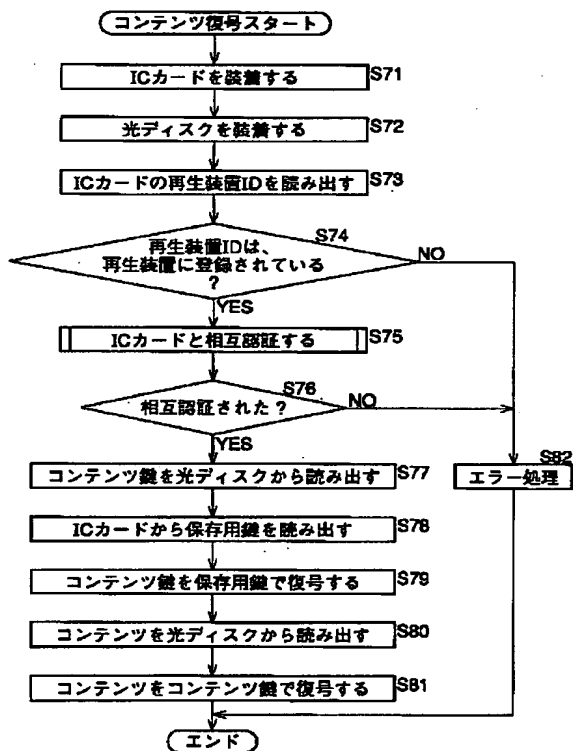 コンテンツ復号スタート
ICカードを装着する
S71
光ディスクを装着する
S72
ICカードの再生装置IDを読み出す
S73
S74
再生装置IDは、
再生装置に登録されている
?
NO
YES
ICカードと相互認証する
S75
S76
相互認証された?
NO
YES
コンテンツ鍵を光ディスクから読み出す
S77
S82
エラー処理
ICカードから保存用鍵を読み出す
S78
コンテンツ鍵を保存用鍵で復号する
S79
コンテンツを光ディスクから読み出す
S80
コンテンツをコンテンツ鍵で復号する
S81
エンド